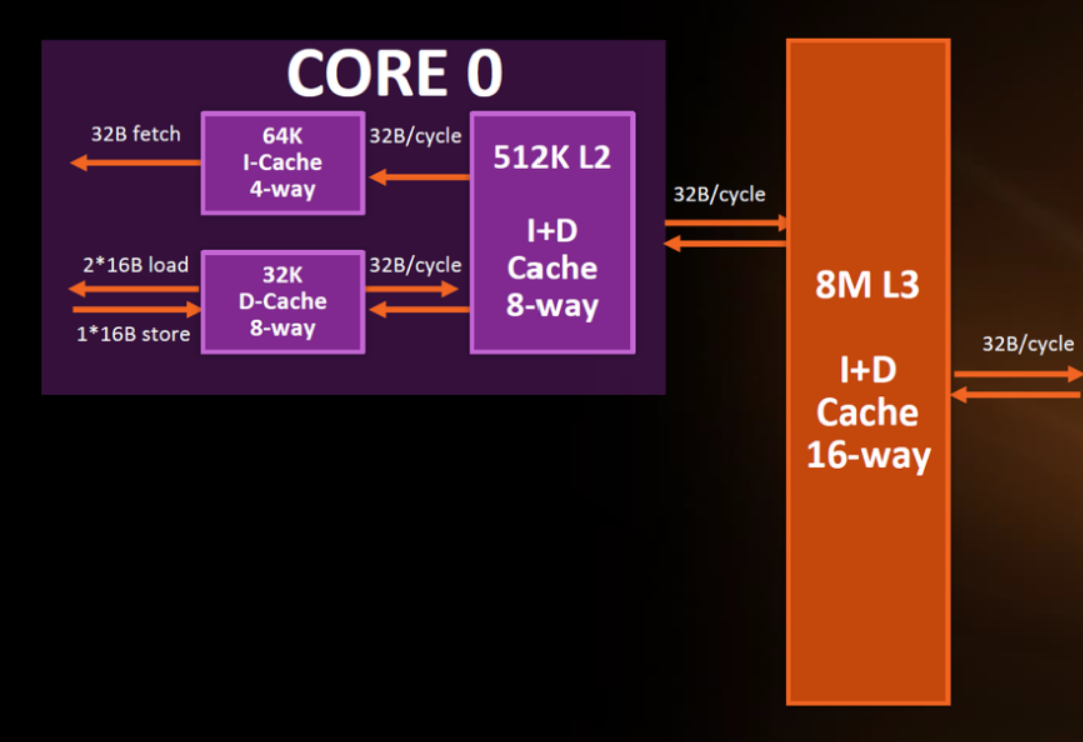 CORE 0
32B fetch
64K
I-Cache
4-way
32B/cycle
512K L2
I+D
Cache
8-way
2*16B load
1*16B store
32K
D-Cache
8-way
32B/cycle
32B/cycle
8M L3
I+D
Cache
16-way
32B/cycle